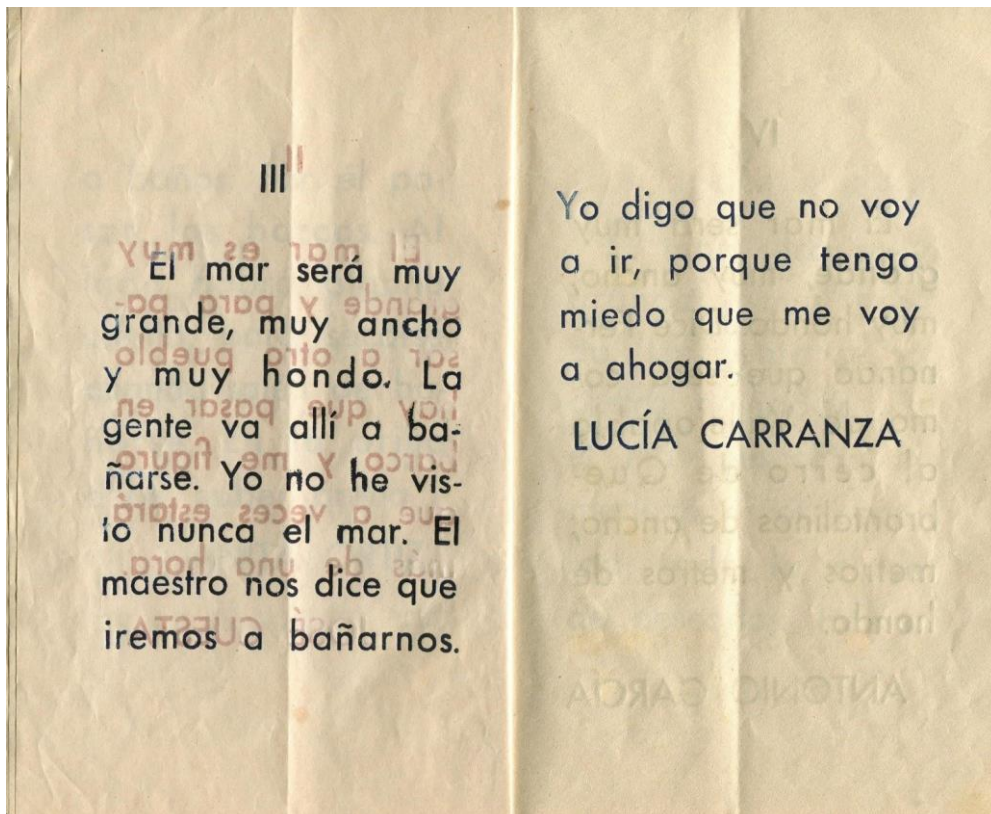 III
El mar será muy
grande, muy ancho
y muy hondo. La
gente va allí a ba-
ñarse. Yo no he vis-
to nunca el mar. El
maestro nos dice que
iremos a bañarnos.
Yo digo que no voy
a ir, porque tengo
miedo que me voy
a ahogar.
LUCÍA CARRANZA